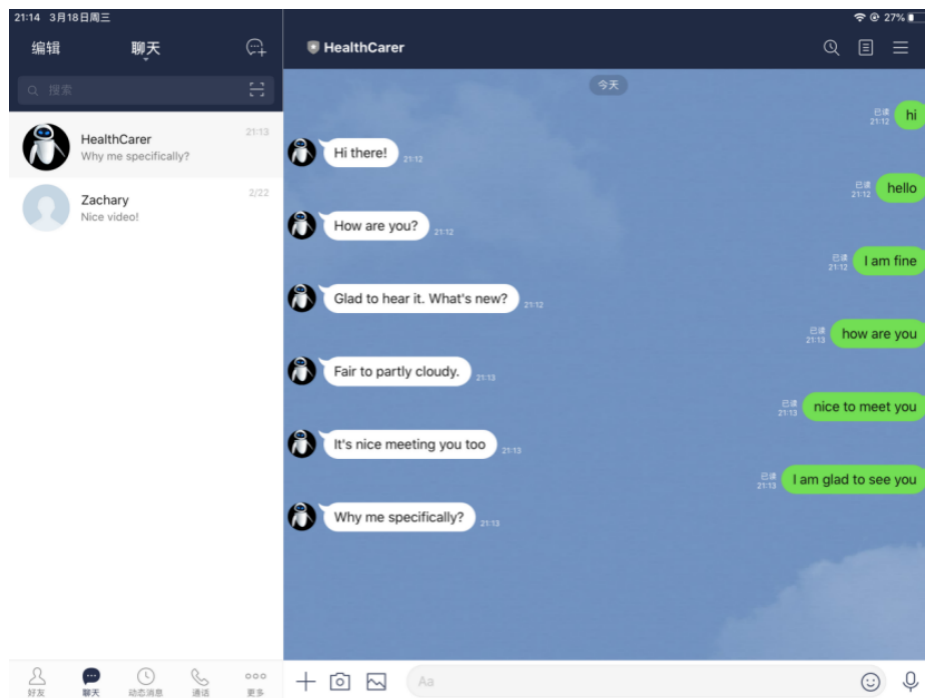 21:14 3月18日周三
27%
编辑
聊天
搜索
HealthCarer
21:13
Why me specifically?
Zachary
2/22
Nice video!
好友
聊天
动态消息
通话
更多
HealthCarer
今天
已读
21:12
hi
Hi there!
21:12
已读
21:12
hello
How are you?
21:12
已读
21:12
I am fine
Glad to hear it. What's new?
21:12
已读
21:13
how are you
Fair to partly cloudy.
21:13
已读
21:13
nice to meet you
It's nice meeting you too
21:13
已读
21:13
I am glad to see you
Why me specifically?
21:13
Aa